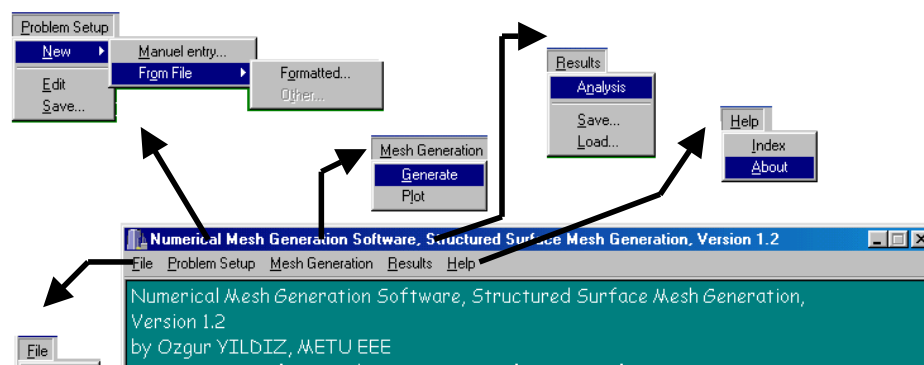 Problem Setup
New
Manuel entry...
From File
Formatted...
Other...
Edit
Save...
Results
Analysis
Save...
Load...
Help
Index
About
Mesh Generation
Generate
Plot
Numerical Mesh Generation Software, Structured Surface Mesh Generation, Version 1.2
File Problem Setup Mesh Generation Results Help
Numerical Mesh Generation Software, Structured Surface Mesh Generation,
Version 1.2
by Ozgur YILDIZ, METU EEE
File